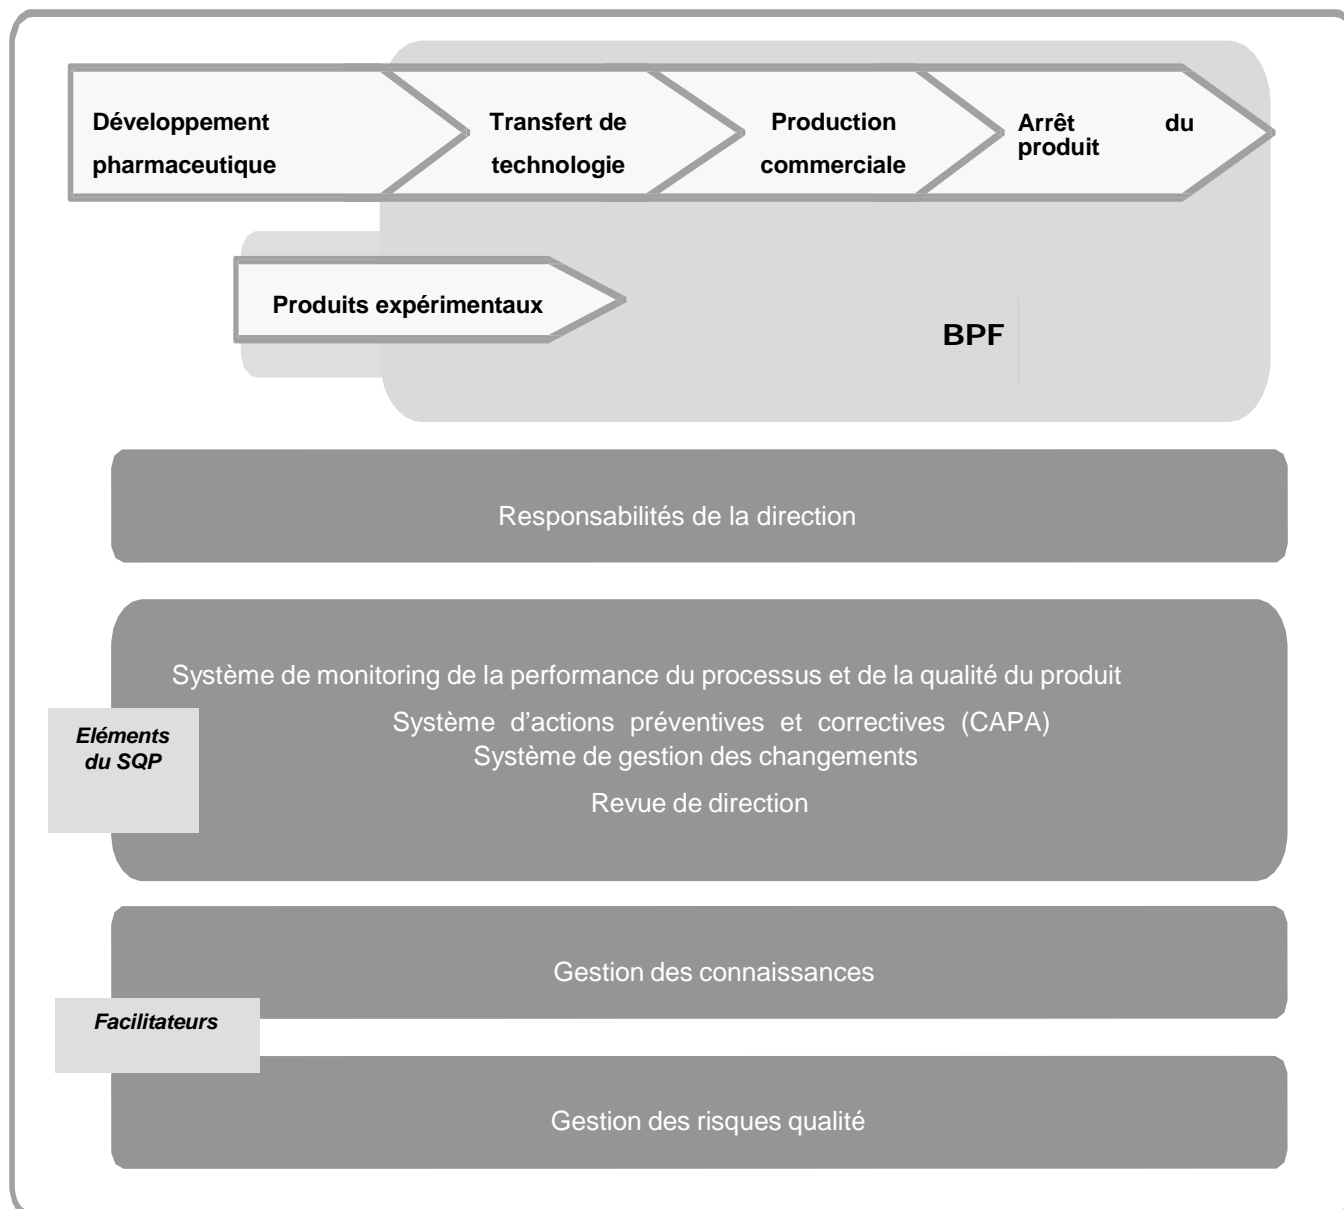 Développement
pharmaceutique
Transfert de
technologie
Production
commerciale
Arrêt du
produit
Produits expérimentaux
BPF
Responsabilités de la direction
Système de monitoring de la performance du processus et de la qualité du produit
Système d’actions préventives et correctives (CAPA)
Système de gestion des changements
Revue de direction
Eléments
du SQP
Gestion des connaissances
Facilitateurs
Gestion des risques qualité